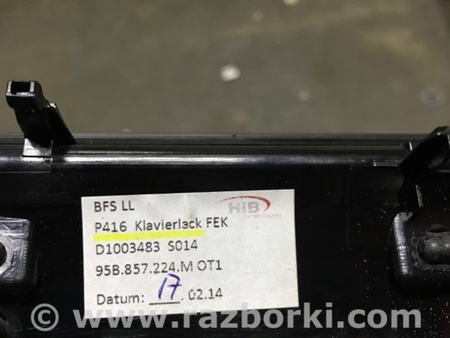 BFS LL
HiB
P416 Klavierlack FEK
D1003483 S014
95B.857.224.M OT1
Datum: 17 .02.14
© www.razborki.com